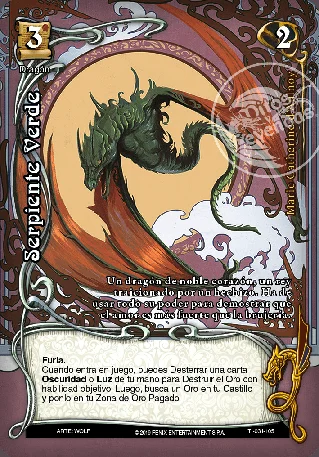 3
2
Dragón
Serpiente Verde
Un dragón de noble corazón, un rey
traicionado por un hechizo. Ha de
usar todo su poder para demostrar que
el amor es más fuerte que la brujería.
Furia.
Cuando entra en juego, puedes Desterrar una carta
Oscuridad o Luz de tu mano para Destruir el Oro con
habilidad objetivo. Luego, busca un Oro en tu Castillo
y ponlo en tu Zona de Oro Pagado.
ARTE: WOLF
© 2016 FENIX ENTERTAINMENT S.P.A.